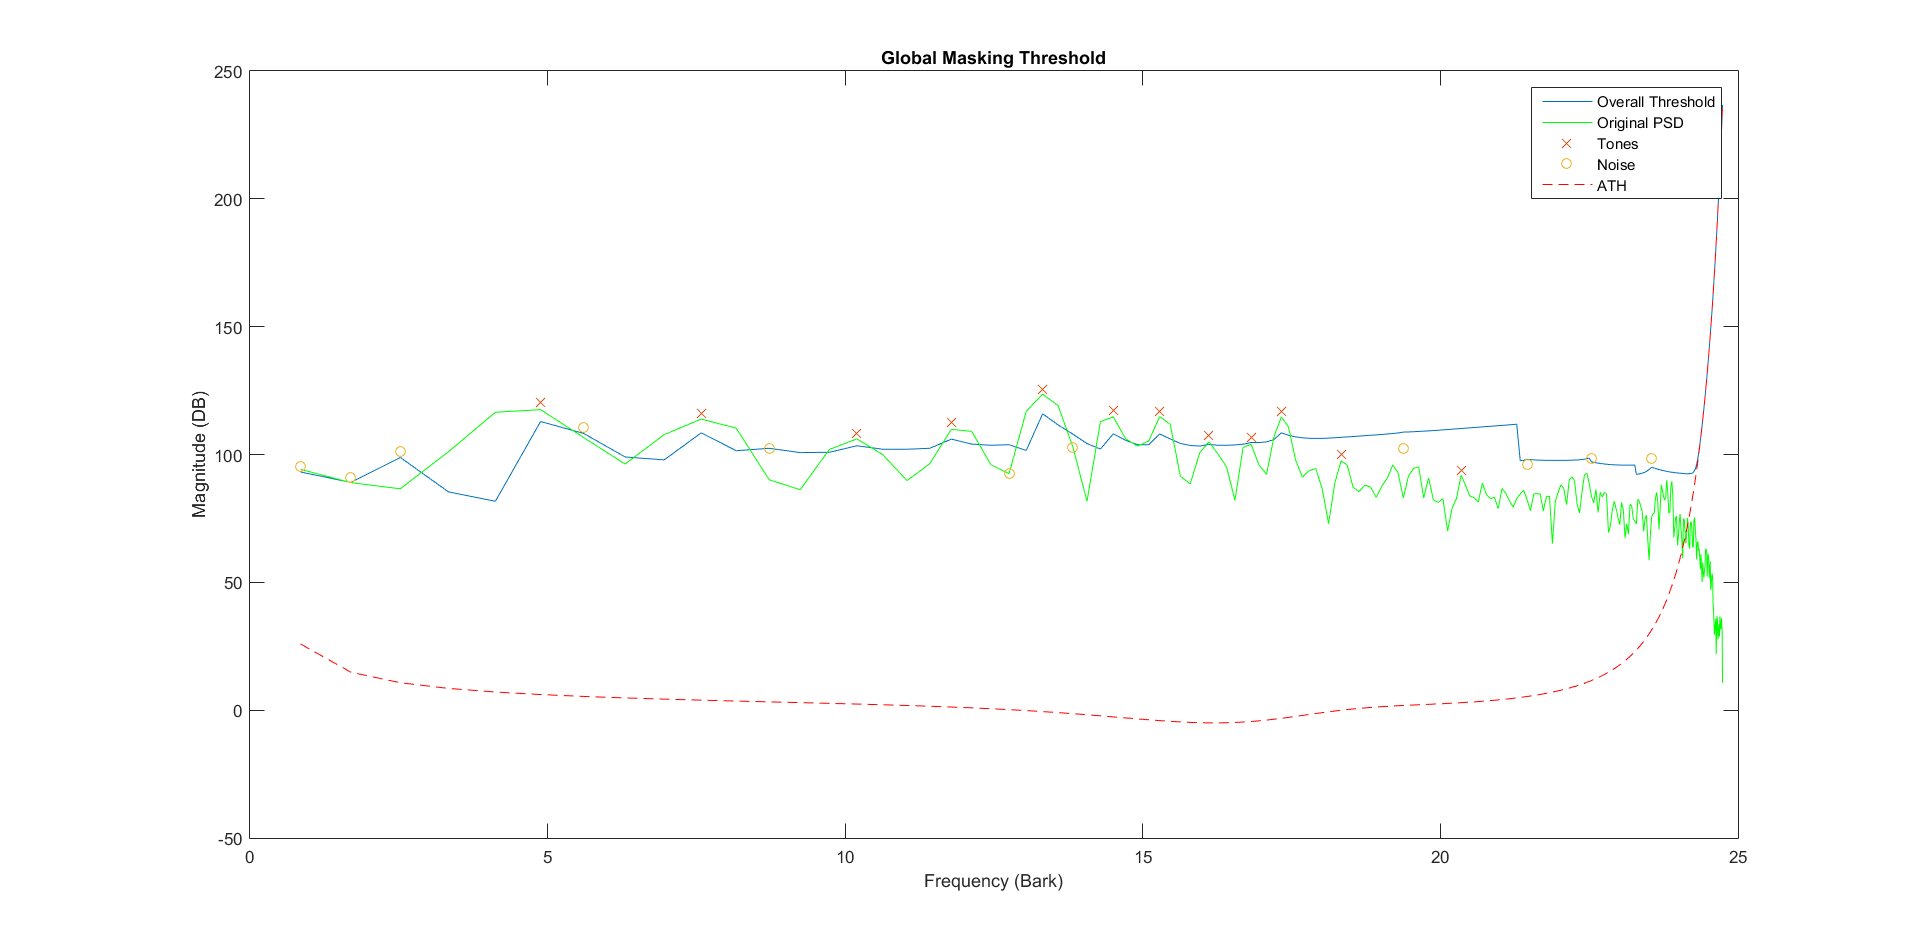 Global Masking Threshold
250
200
150
100
50
0
-50
Magnitude (DB)
Overall Threshold
Original PSD
Tones
Noise
ATH
0 5 10 15 20 25
Frequency (Bark)